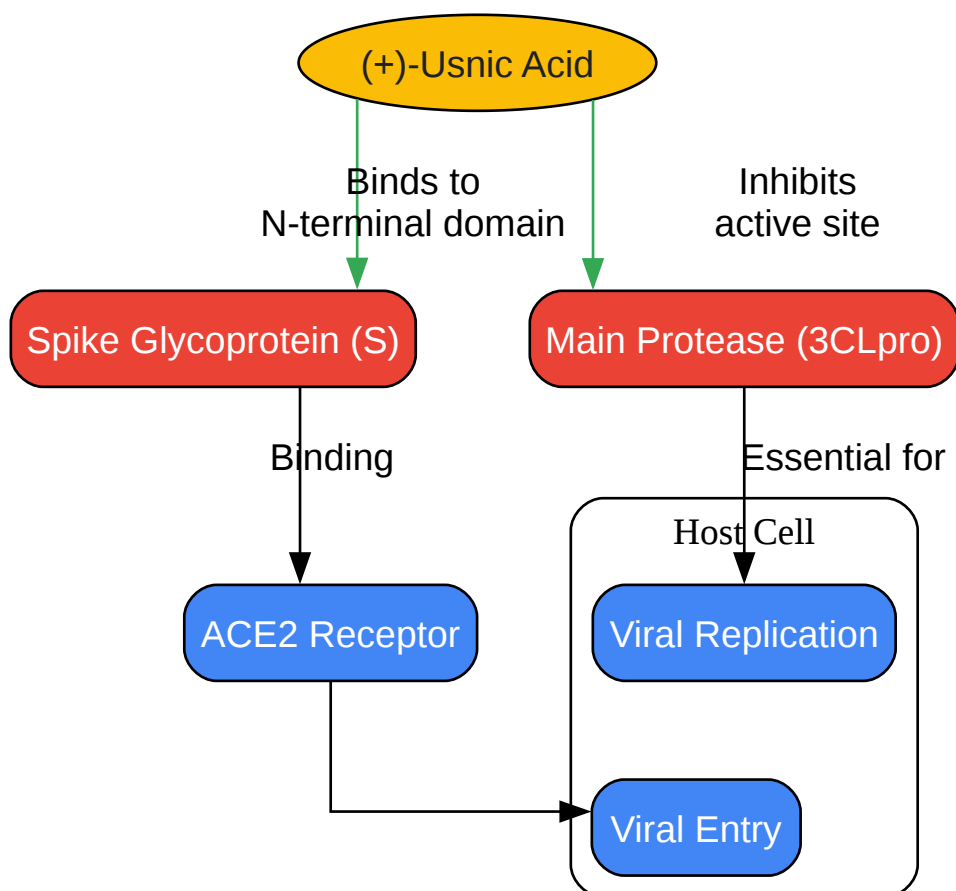 (+)-Usnic Acid
Binds to
N-terminal domain
Inhibits
active site
Spike Glycoprotein (S)
Main Protease (3CLpro)
Binding
Essential for
Host Cell
ACE2 Receptor
Viral Replication
Viral Entry